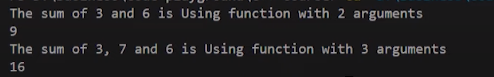 The sum of 3 and 6 is Using function with 2 arguments
9
The sum of 3, 7 and 6 is Using function with 3 arguments
16